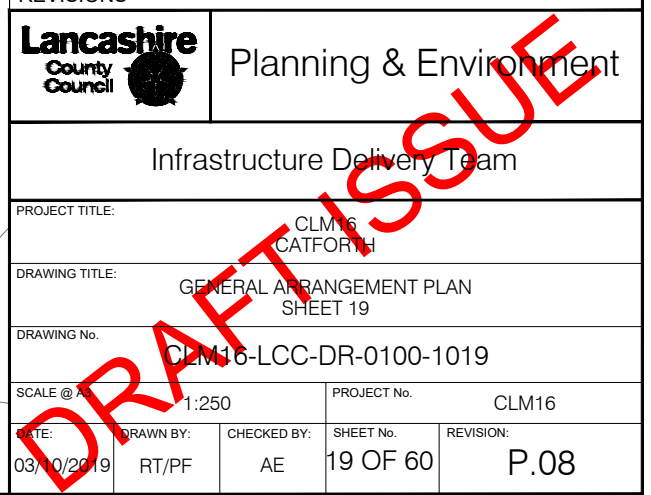 REVISIONS
Lancashire
County
Council
Planning & Environment
Infrastructure Delivery Team
PROJECT TITLE:
CLM16
CATFORTH
DRAWING TITLE:
GENERAL ARRANGEMENT PLAN
SHEET 19
DRAWING No.
CLM16-LCC-DR-0100-1019
SCALE @ A3
1:250
PROJECT No.
CLM16
DATE:
03/10/2019
DRAWN BY:
RT/PF
CHECKED BY:
AE
SHEET No.
19 OF 60
REVISION:
P.08
DRAFT ISSUE